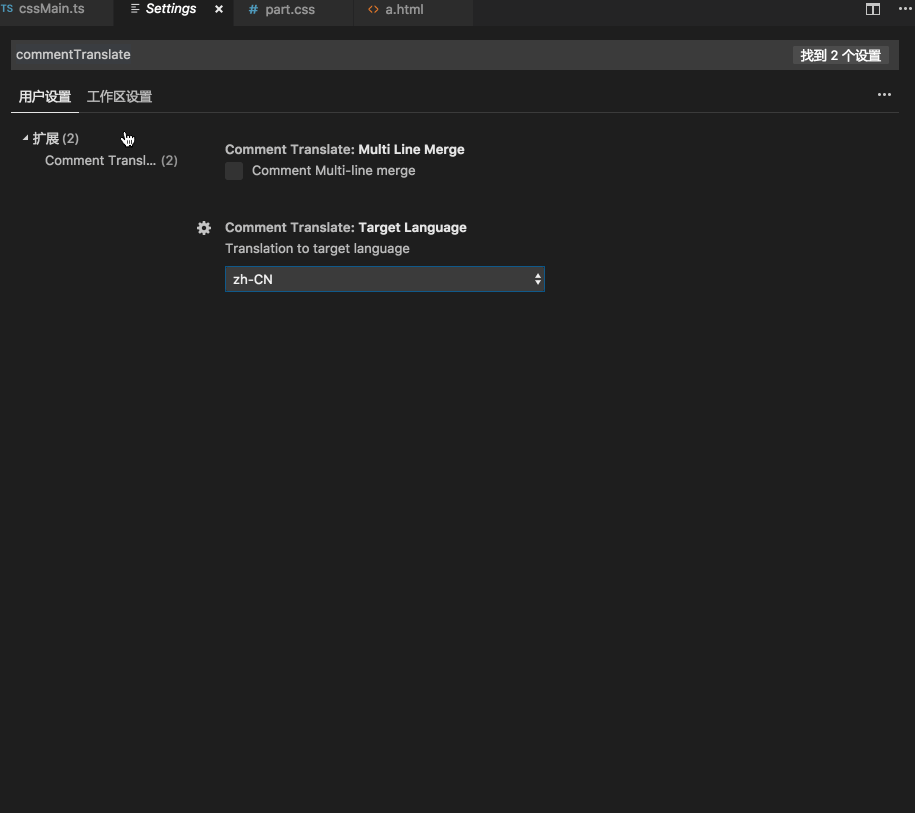 TS cssMain.ts
Settings ×
# part.css
<> a.html
commentTranslate
找到 2 个设置
用户设置
工作区设置
扩展 (2)
Comment Transl... (2)
Comment Translate: Multi Line Merge
Comment Multi-line merge
Comment Translate: Target Language
Translation to target language
zh-CN